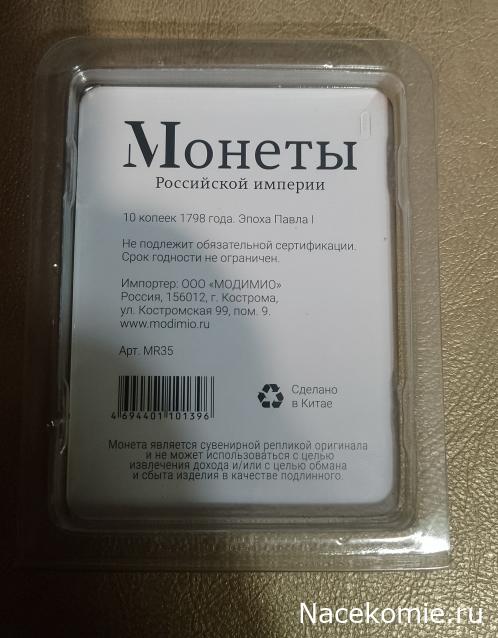 Монеты
Российской империи
10 копеек 1798 года. Эпоха Павла I
Не подлежит обязательной сертификации.
Срок годности не ограничен.
Импортер: ООО «МОДИМИО»
Россия, 156012, г. Кострома,
ул. Костромская 99, пом. 9.
www.modimio.ru
Арт. MR35
4 694401 101396
Сделано
в Китае
Монета является сувенирной репликой оригинала
и не может использоваться с целью
извлечения дохода и/или с целью обмана
и сбыта изделия в качестве подлинного.
Nacekomie.ru